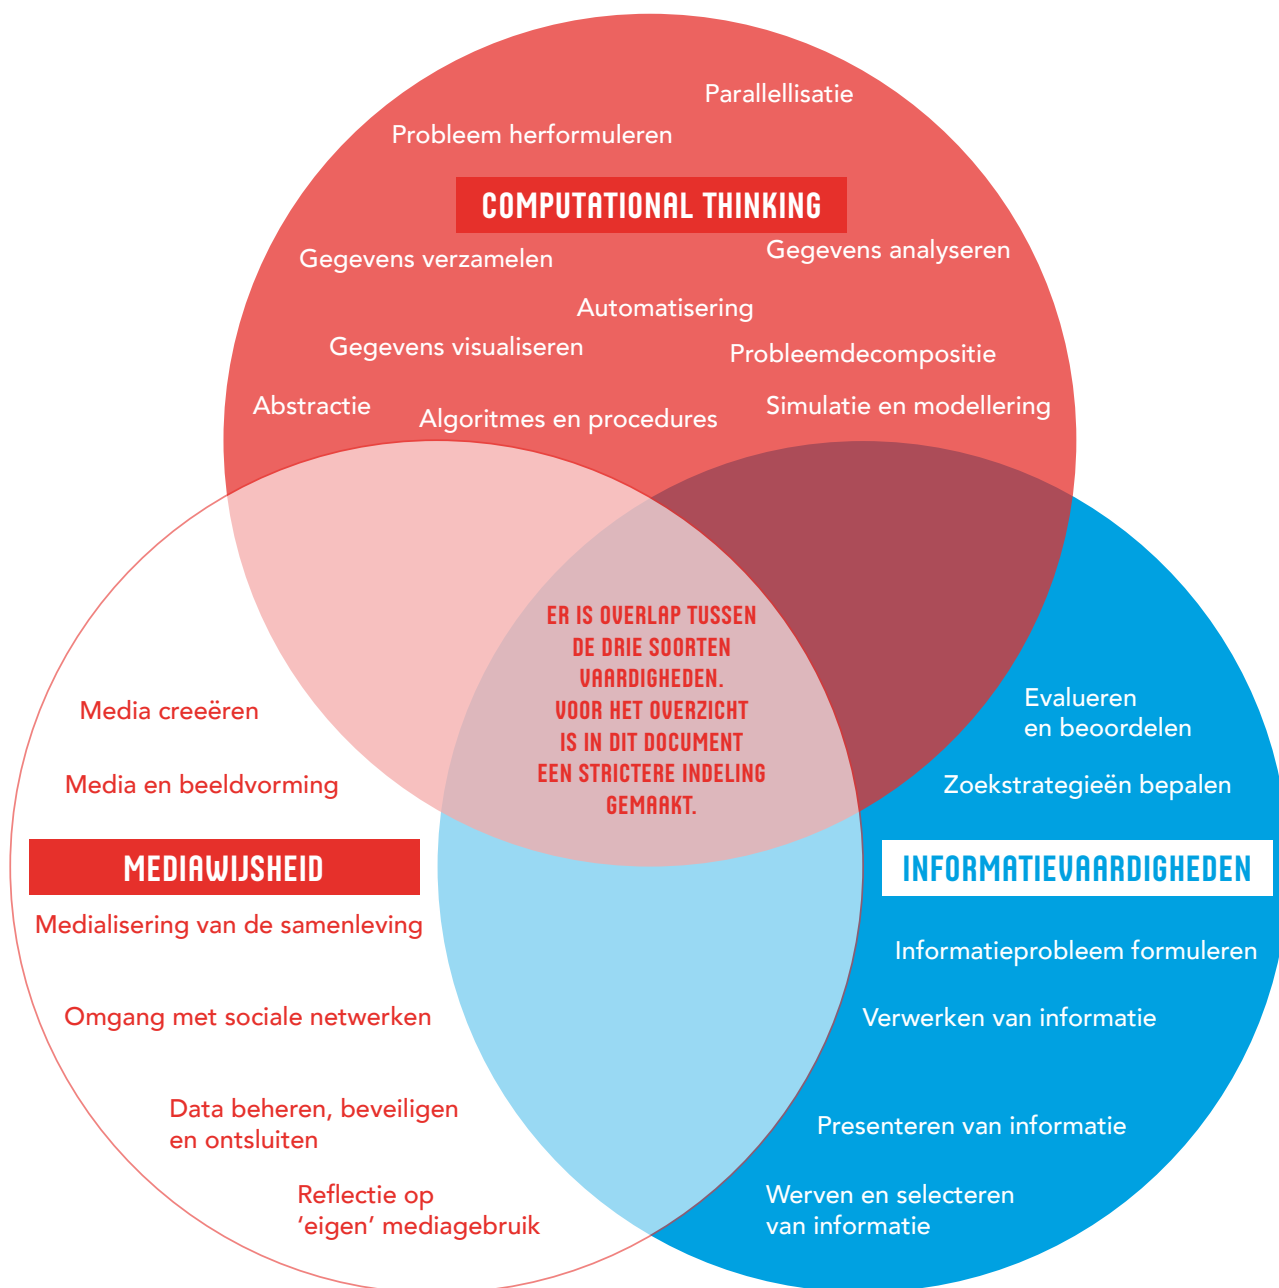 Parallellisatie
Probleem herformuleren
COMPUTATIONAL THINKING
Gegevens verzamelen
Gegevens analyseren
Automatisering
Gegevens visualiseren
Probleemdecompositie
Abstractie
Algoritmes en procedures
Simulatie en modellering
ER IS OVERLAP TUSSEN
DE DRIE SOORTEN
VAARDIGHEDEN.
VOOR HET OVERZICHT
IS IN DIT DOCUMENT
EEN STRICTERE INDELING
GEMAAKT.
Media creeëren
Media en beeldvorming
MEDIAWIJSHEID
Medialisering van de samenleving
Omgang met sociale netwerken
Data beheren, beveiligen
en ontsluiten
Reflectie op
‘eigen’ mediagebruik
Evalueren
en beoordelen
Zoekstrategieën bepalen
INFORMATIEVAARDIGHEDEN
Informatieprobleem formuleren
Verwerken van informatie
Presenteren van informatie
Werven en selecteren
van informatie